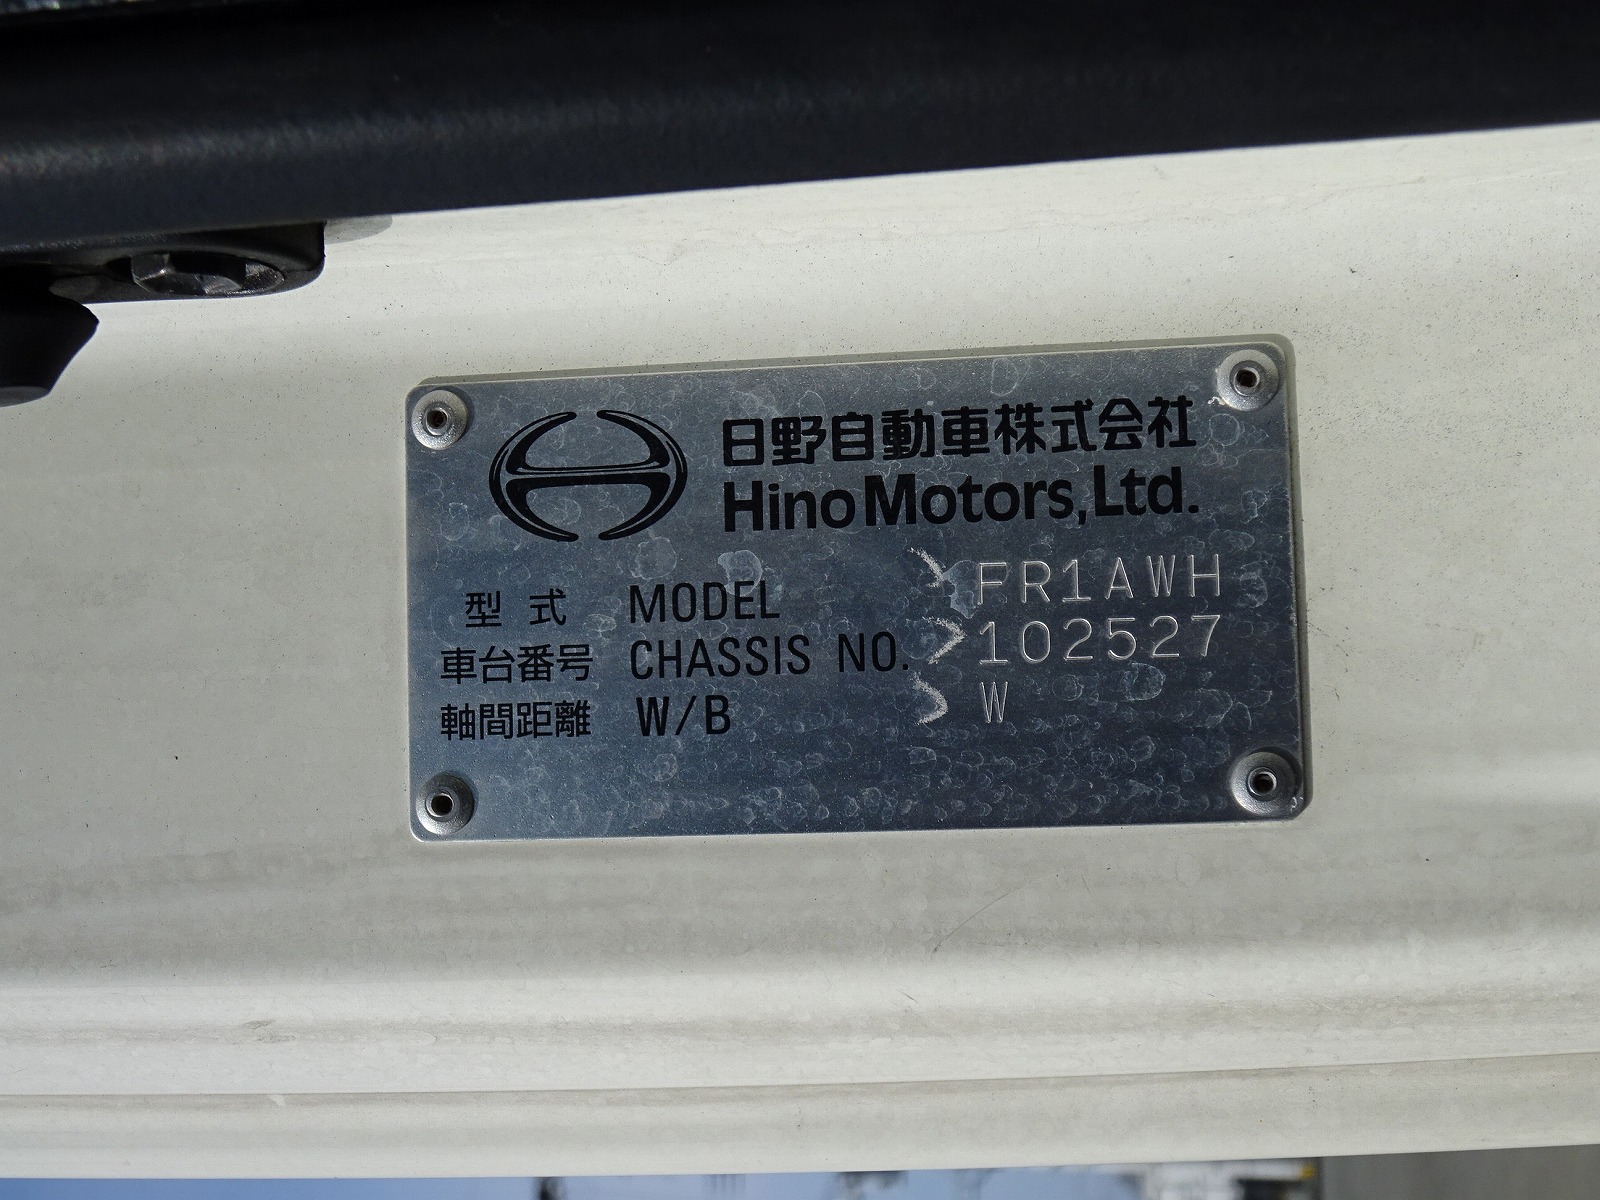 日野自動車株式会社
Hino Motors, Ltd.
型式 MODEL FR1AWH
車台番号 CHASSIS NO. 102527
軸間距離 W/B W